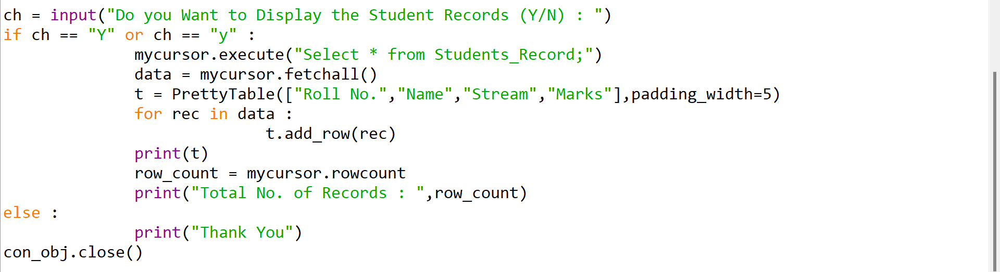 ch = input("Do you Want to Display the Student Records (Y/N) : ")
if ch == "Y" or ch == "y" :
              mycursor.execute("Select * from Students_Record;")
              data = mycursor.fetchall()
              t = PrettyTable(["Roll No.","Name","Stream","Marks"],padding_width=5)
              for rec in data :
                            t.add_row(rec)
              print(t)
              row_count = mycursor.rowcount
              print("Total No. of Records : ",row_count)
else :
              print("Thank You")
con_obj.close()